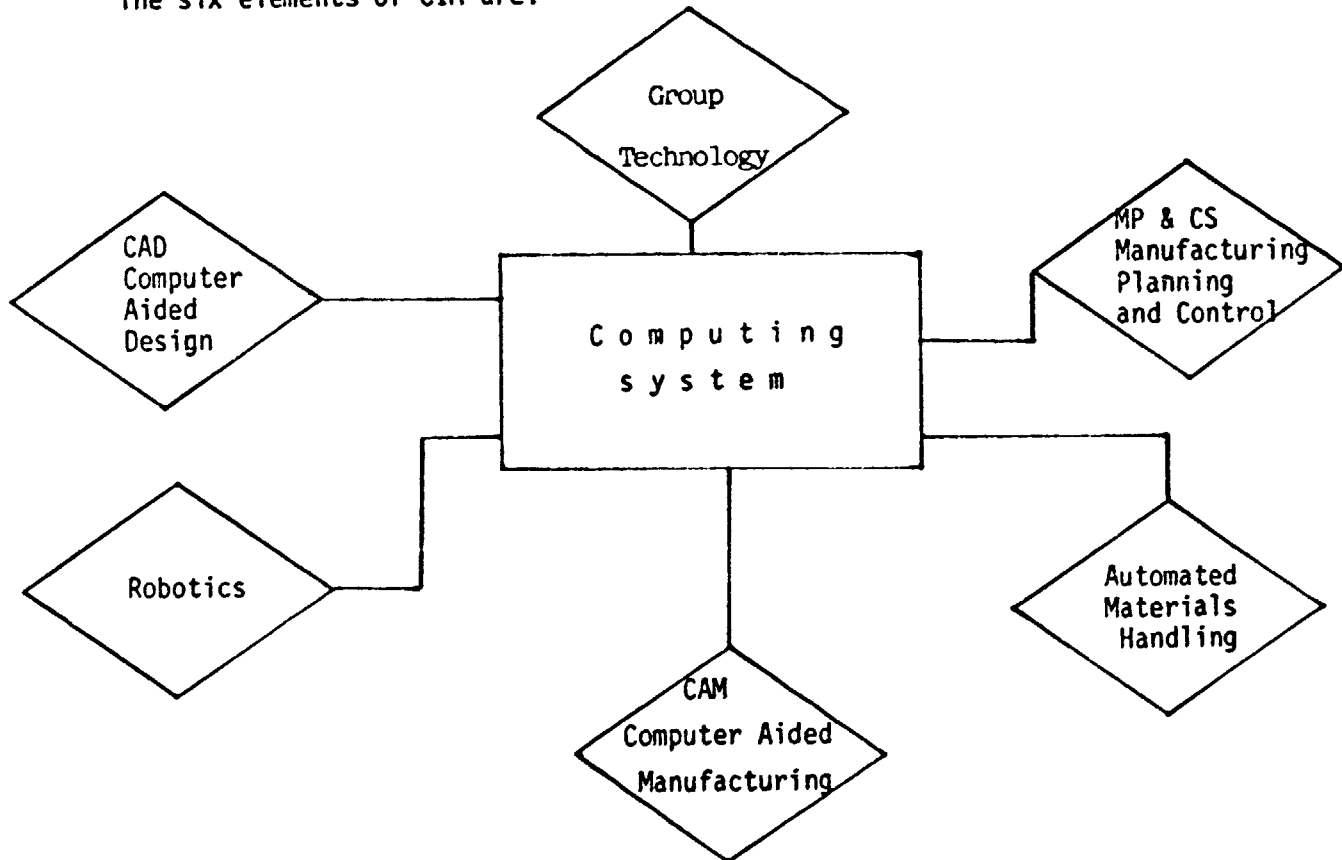 The six elements of CIM are:
Group
Technology
CAD
Computer
Aided
Design
MP & CS
Manufacturing
Planning
and Control
Computing
system
Robotics
Automated
Materials
Handling
CAM
Computer Aided
Manufacturing